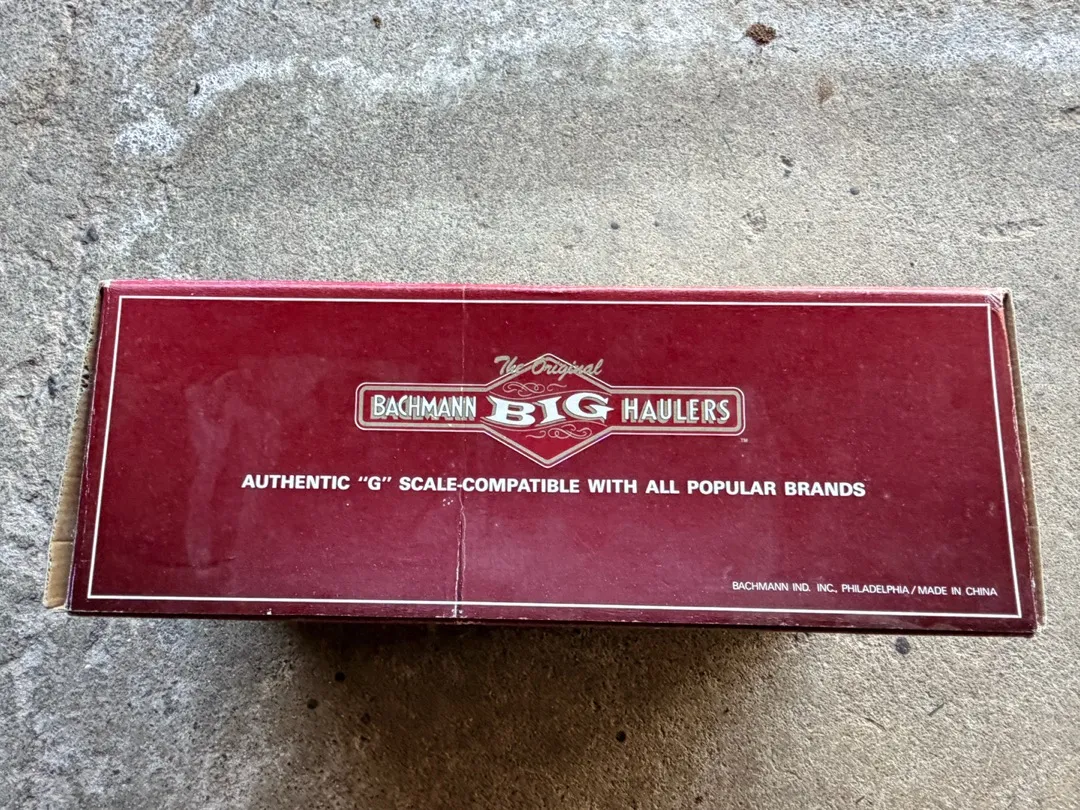 The Original
BACHMANN BIG HAULERS
™
AUTHENTIC "G" SCALE-COMPATIBLE WITH ALL POPULAR BRANDS
BACHMANN IND. INC., PHILADELPHIA/MADE IN CHINA